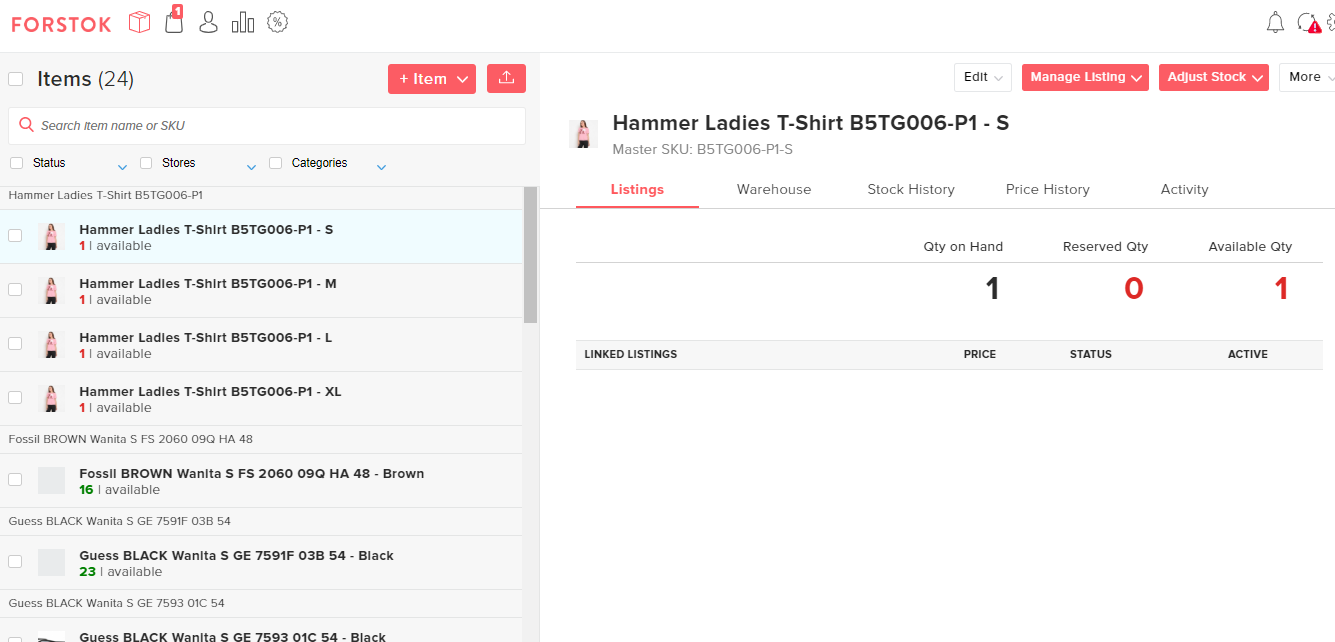 FORSTOK
1
Items (24)
+ Item
Search Item name or SKU
Status
Stores
Categories
Hammer Ladies T-Shirt B5TG006-P1
Hammer Ladies T-Shirt B5TG006-P1 - S
1 | available
Hammer Ladies T-Shirt B5TG006-P1 - M
1 | available
Hammer Ladies T-Shirt B5TG006-P1 - L
1 | available
Hammer Ladies T-Shirt B5TG006-P1 - XL
1 | available
Fossil BROWN Wanita S FS 2060 09Q HA 48
Fossil BROWN Wanita S FS 2060 09Q HA 48 - Brown
16 | available
Guess BLACK Wanita S GE 7591F 03B 54
Guess BLACK Wanita S GE 7591F 03B 54 - Black
23 | available
Guess BLACK Wanita S GE 7593 01C 54
Guess BLACK Wanita S GE 7593 01C 54 - Black
Edit
Manage Listing
Adjust Stock
More
Hammer Ladies T-Shirt B5TG006-P1 - S
Master SKU: B5TG006-P1-S
Listings
Warehouse
Stock History
Price History
Activity
Qty on Hand
Reserved Qty
Available Qty
1
0
1
LINKED LISTINGS
PRICE
STATUS
ACTIVE